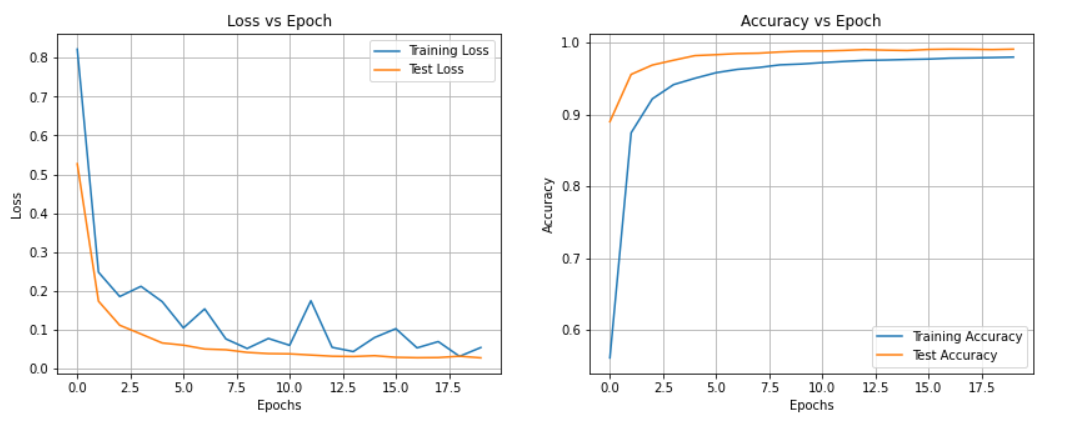 Loss vs Epoch
Training Loss
Test Loss
0.8
0.7
0.6
0.5
0.4
0.3
0.2
0.1
0.0
Loss
0.0 2.5 5.0 7.5 10.0 12.5 15.0 17.5
Epochs
Accuracy vs Epoch
1.0
0.9
0.8
0.7
0.6
Accuracy
Training Accuracy
Test Accuracy
0.0 2.5 5.0 7.5 10.0 12.5 15.0 17.5
Epochs